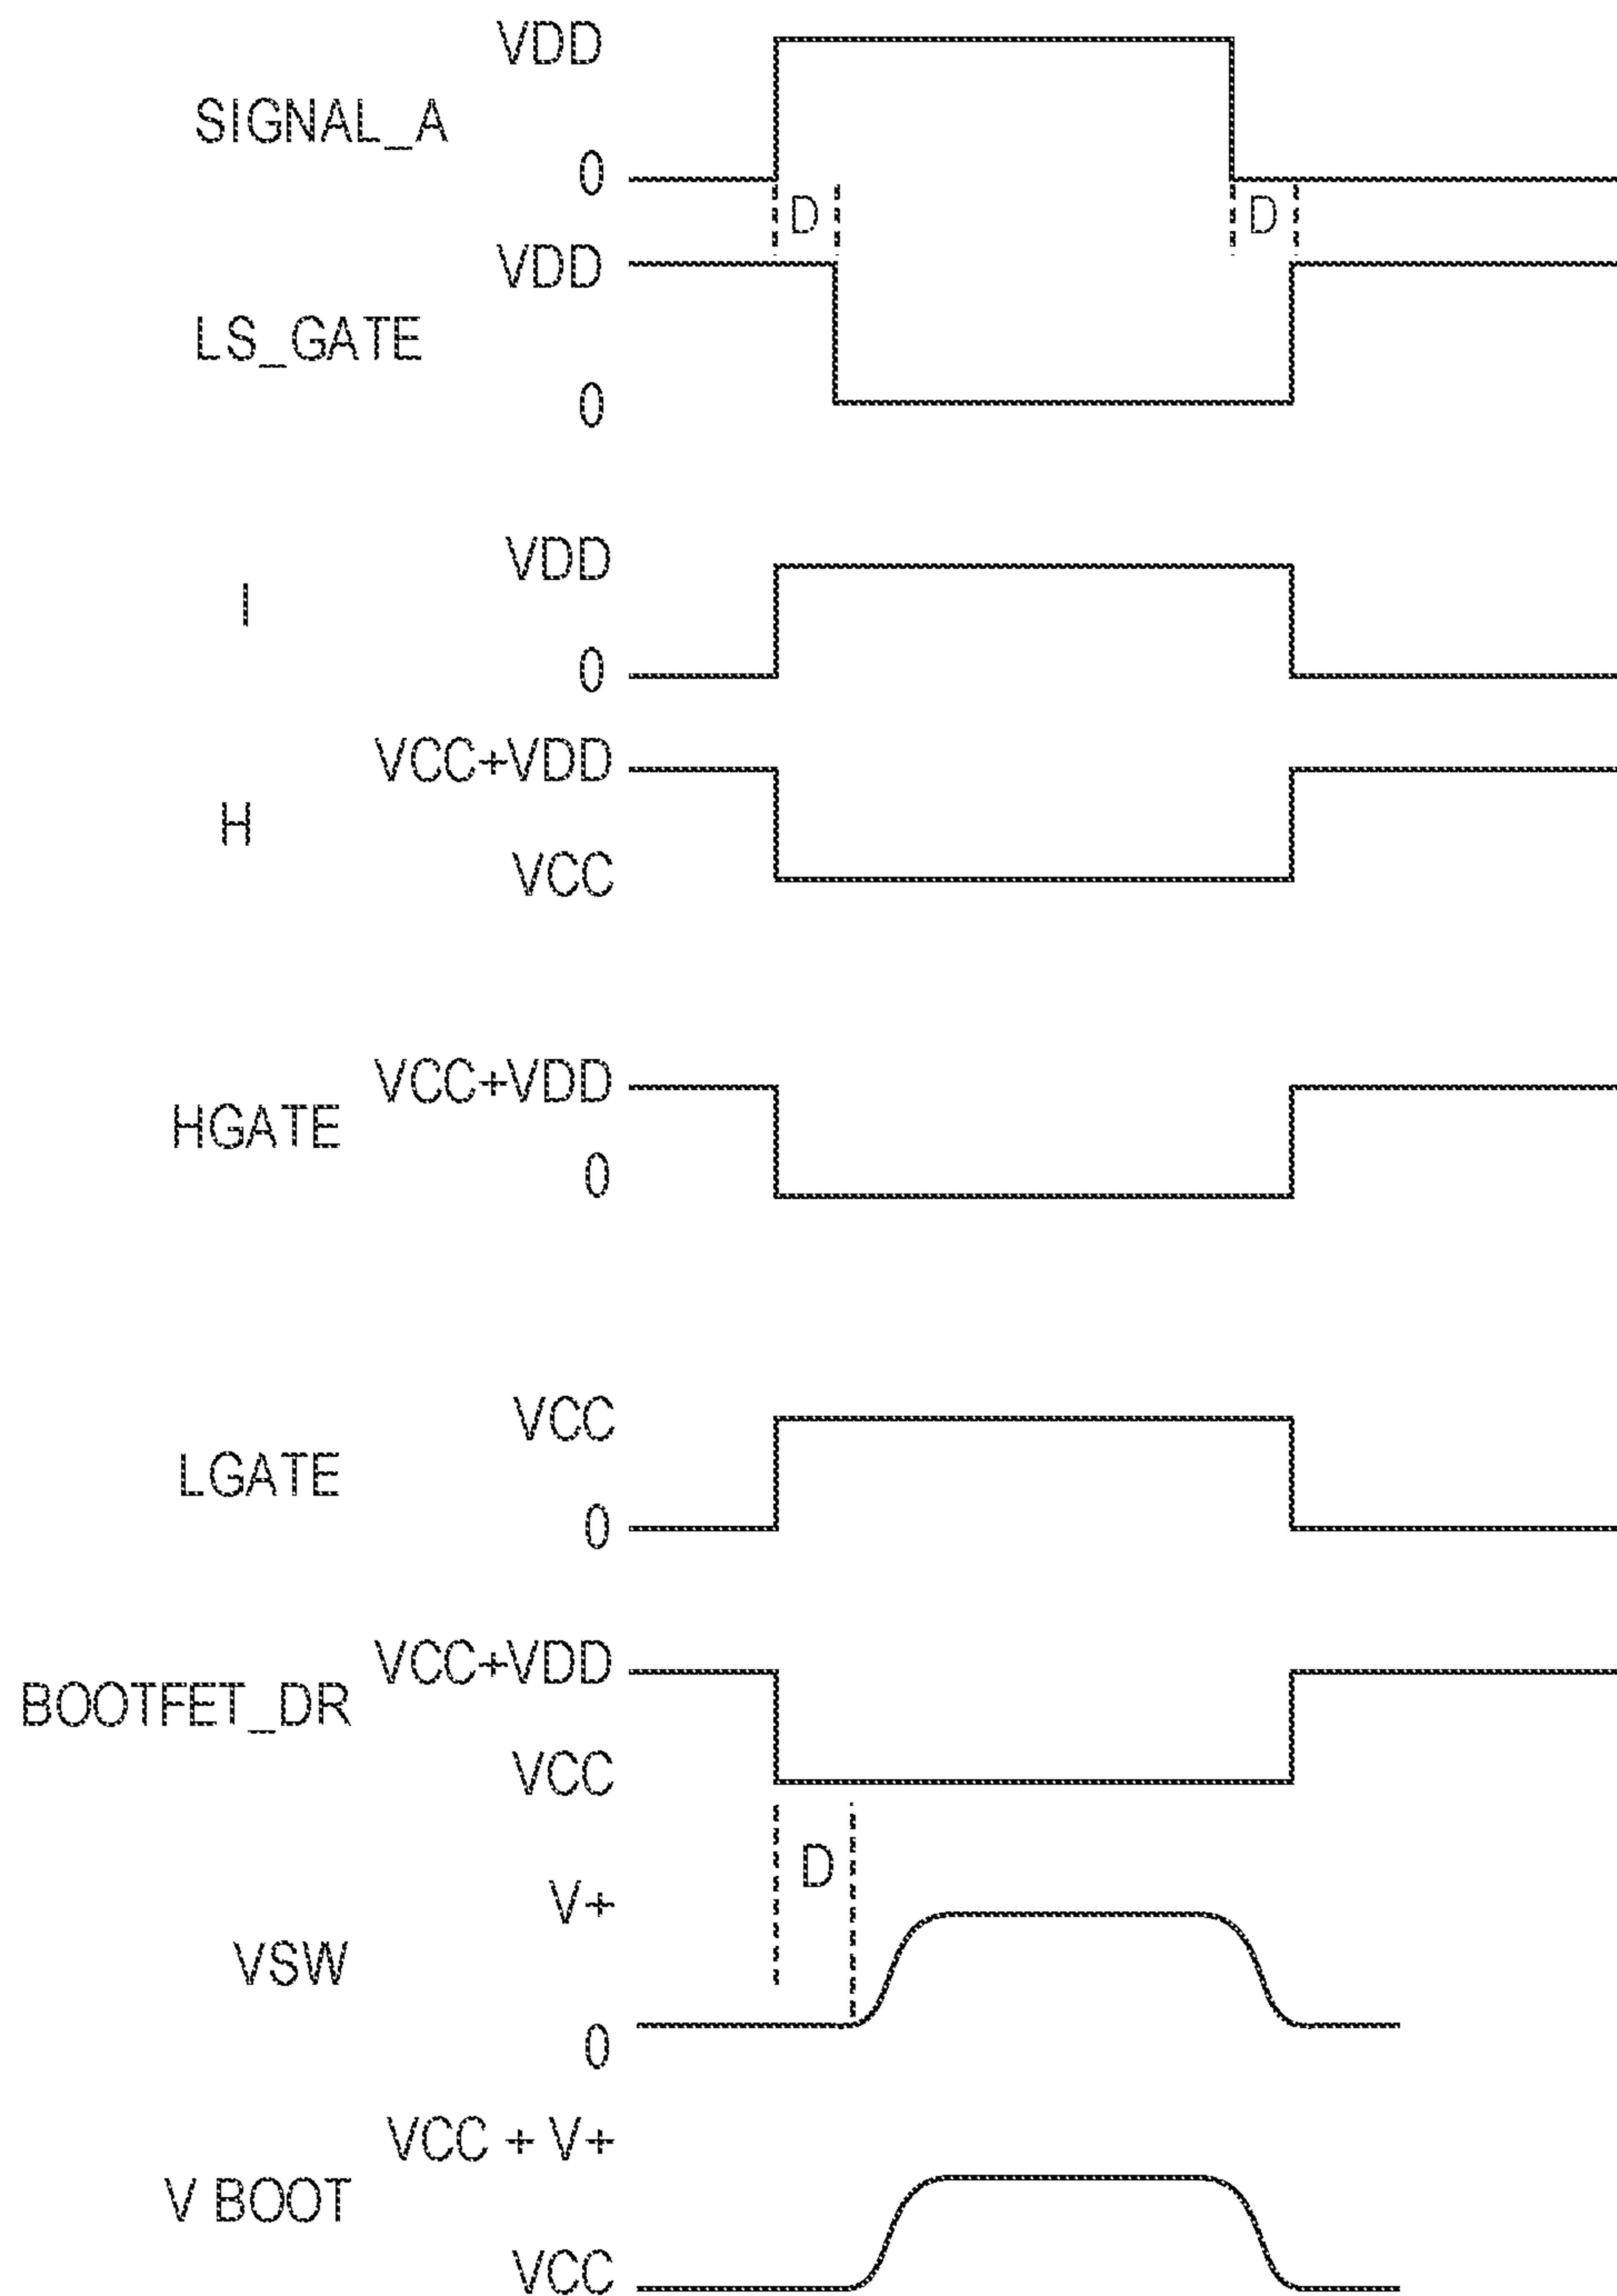 VDD
SIGNAL_A
0
D
D
VDD
LS_GATE
0
VDD
I
0
VCC+VDD
H
VCC
VCC+VDD
HGATE
0
VCC
LGATE
0
VCC+VDD
BOOTFET_DR
VCC
D
V+
VSW
0
VCC + V+
V BOOT
VCC